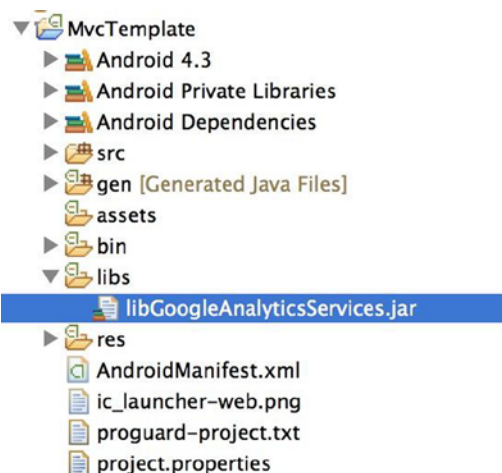 MvcTemplate
Android 4.3
Android Private Libraries
Android Dependencies
src
gen [Generated Java Files]
assets
bin
libs
libGoogleAnalyticsServices.jar
res
AndroidManifest.xml
ic_launcher-web.png
proguard-project.txt
project.properties